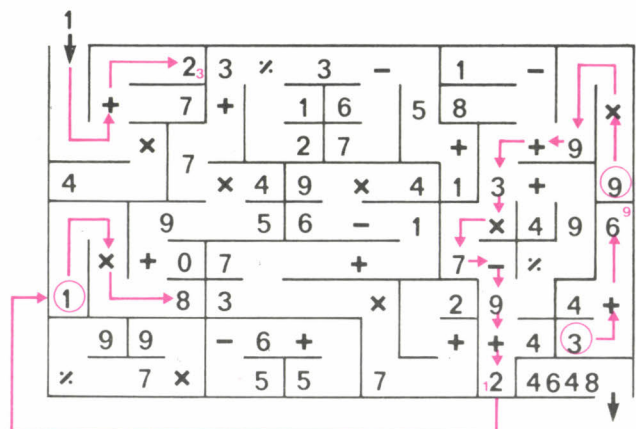 1
2 3 3 % 3 − 1 −
+ 7 + 1 6 5 8 ×
× 7 2 7 + + 9
4 × 4 9 × 4 1 3 + 9
9 5 6 − 1 × 4 9 6 9
× + 0 7 + 7 − %
1 8 3 × 2 9 4 +
9 9 − 6 + + + 4 3
% 7 × 5 5 7 1 2 4648